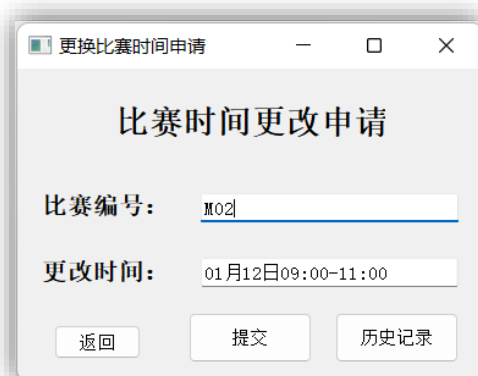 更换比赛时间申请
比赛时间更改申请
比赛编号：
M02
更改时间：
01月12日09:00-11:00
返回
提交
历史记录